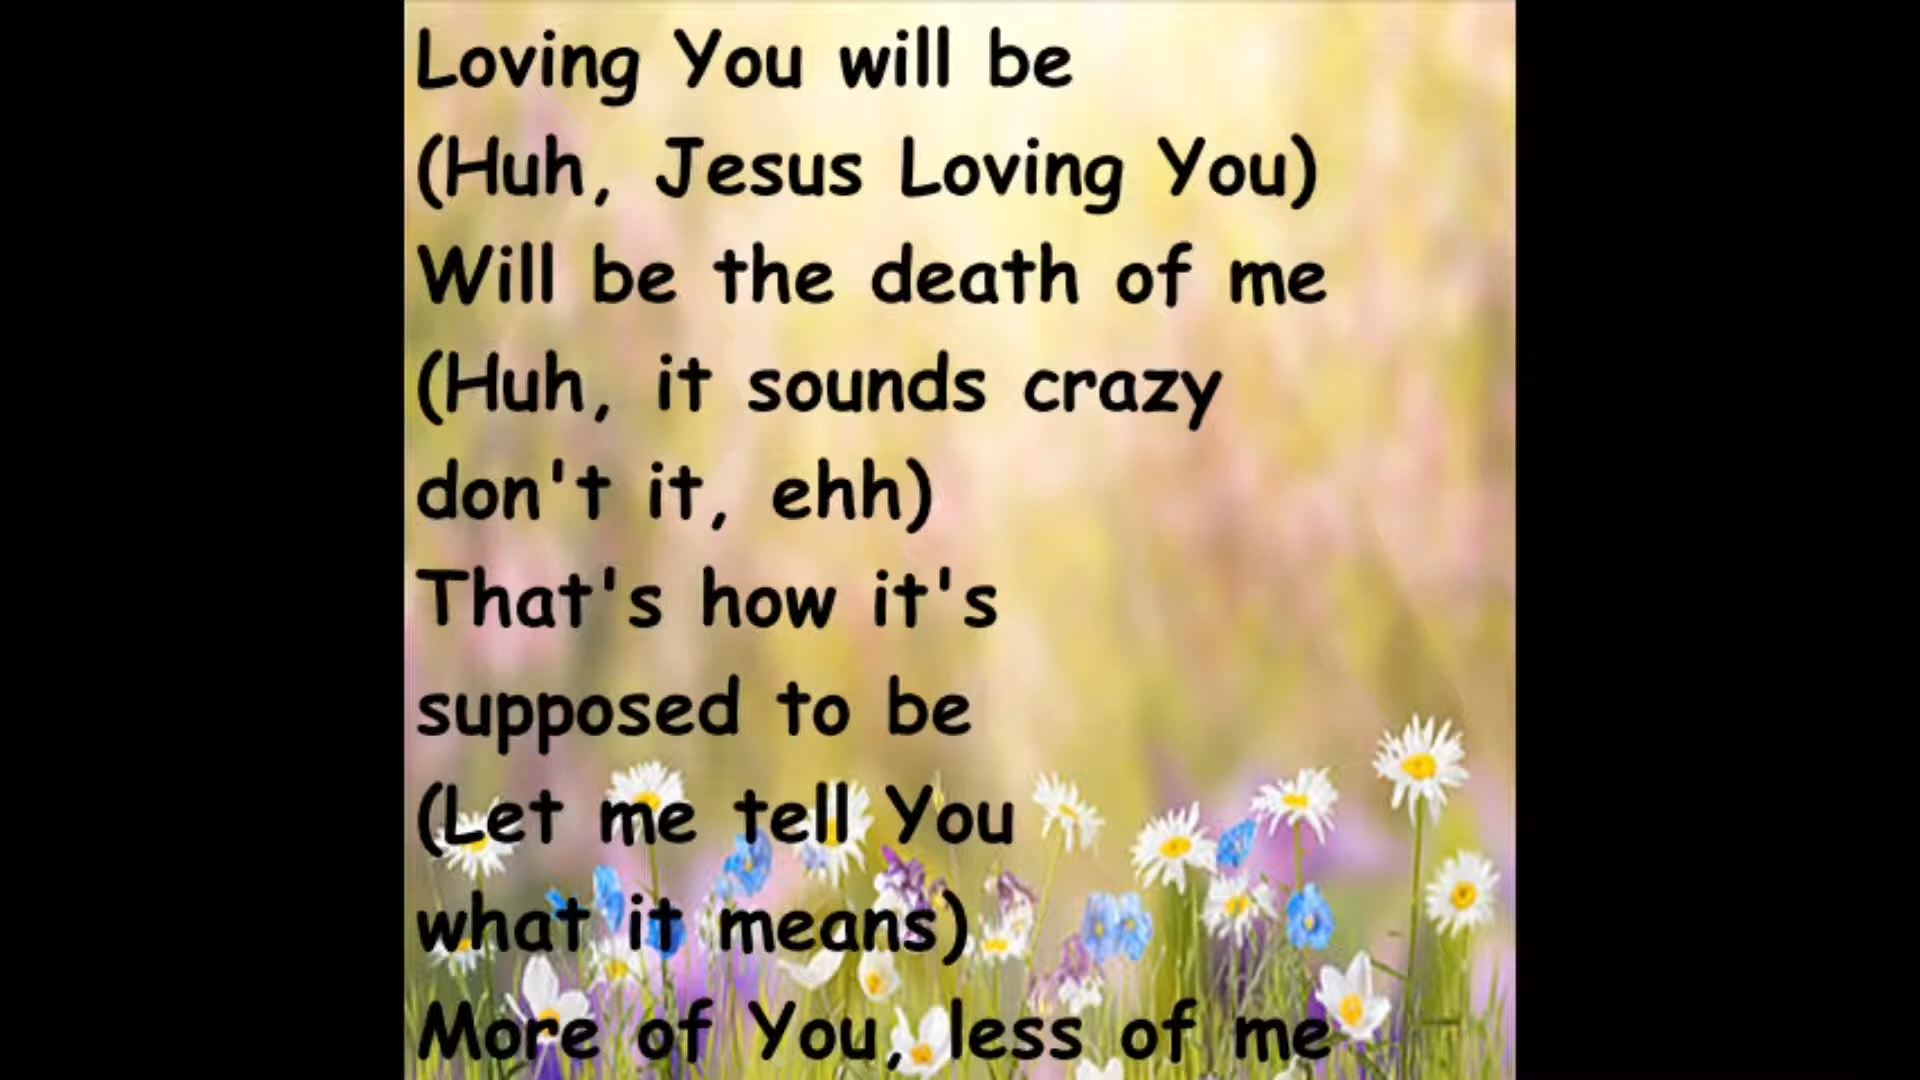 Loving You will be
(Huh, Jesus Loving You)
Will be the death of me
(Huh, it sounds crazy
don't it, ehh)
That's how it's
supposed to be
(Let me tell You
what it means)
More of You, less of me